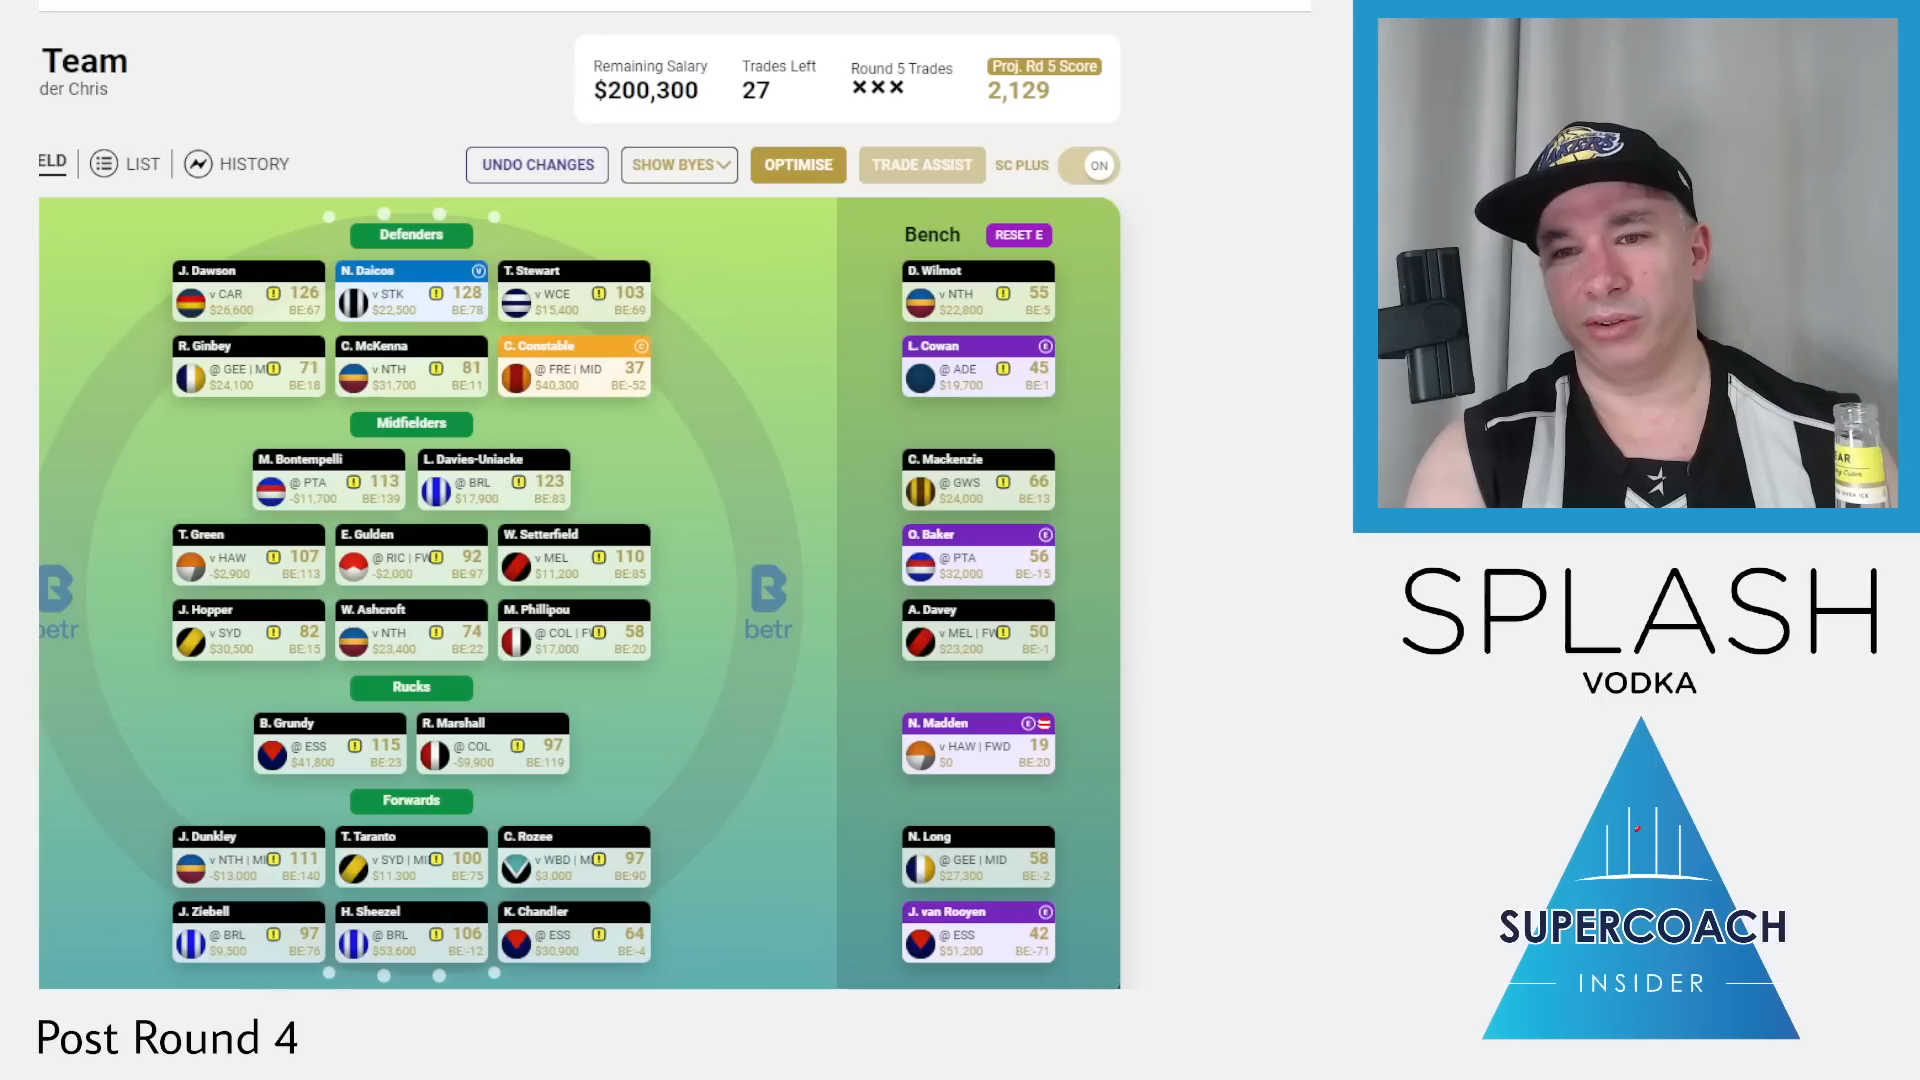 Team
der Chris
Remaining Salary
$200,300
Trades Left
27
Round 5 Trades
×××
Proj. Rd 5 Score
2,129
ELD
LIST
HISTORY
UNDO CHANGES
SHOW BYES
OPTIMISE
TRADE ASSIST
SC PLUS
ON
Defenders
Bench
RESET E
J. Dawson
v CAR 126
$26,600 BE:67
N. Daicos V
v STK 128
$22,500 BE:78
T. Stewart
v WCE 103
$15,400 BE:69
D. Wilmot
v NTH 55
$22,800 BE:5
R. Ginbey
@ GEE | MI 71
$24,100 BE:18
C. McKenna
v NTH 81
$31,700 BE:11
C. Constable C
@ FRE | MID 37
$40,300 BE:-52
L. Cowan E
@ ADE 45
$19,700 BE:1
Midfielders
M. Bontempelli
@ PTA 113
-$11,700 BE:139
L. Davies-Uniacke
@ BRL 123
$17,900 BE:83
C. Mackenzie
@ GWS 66
$24,000 BE:13
T. Green
v HAW 107
-$2,900 BE:113
E. Gulden
@ RIC | FW 92
-$2,000 BE:97
W. Setterfield
v MEL 110
$11,200 BE:85
O. Baker E
@ PTA 56
$32,000 BE:-15
J. Hopper
v SYD 82
$30,500 BE:15
W. Ashcroft
v NTH 74
$23,400 BE:22
M. Phillipou
@ COL | F 58
$17,000 BE:20
A. Davey
v MEL | FW 50
$23,200 BE:-1
betr
betr
Rucks
B. Grundy
@ ESS 115
$41,800 BE:23
R. Marshall
@ COL 97
-$9,900 BE:119
N. Madden E
v HAW | FWD 19
$0 BE:20
Forwards
J. Dunkley
v NTH | MI 111
-$13,000 BE:140
T. Taranto
v SYD | MI 100
$11,300 BE:75
C. Rozee
v WBD | M 97
$3,000 BE:90
N. Long
@ GEE | MID 58
$27,300 BE:-2
J. Ziebell
@ BRL 97
$9,500 BE:76
H. Sheezel
@ BRL 106
$53,600 BE:-12
K. Chandler
@ ESS 64
$30,900 BE:-4
J. van Rooyen E
@ ESS 42
$51,200 BE:-71
Post Round 4
LAKERS
EAR
SPLASH
VODKA
SUPERCOACH
INSIDER